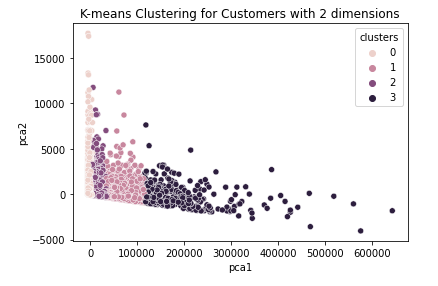 K-means Clustering for Customers with 2 dimensions
clusters
0
1
2
3
15000
10000
5000
0
−5000
pca2
0 100000 200000 300000 400000 500000 600000
pca1